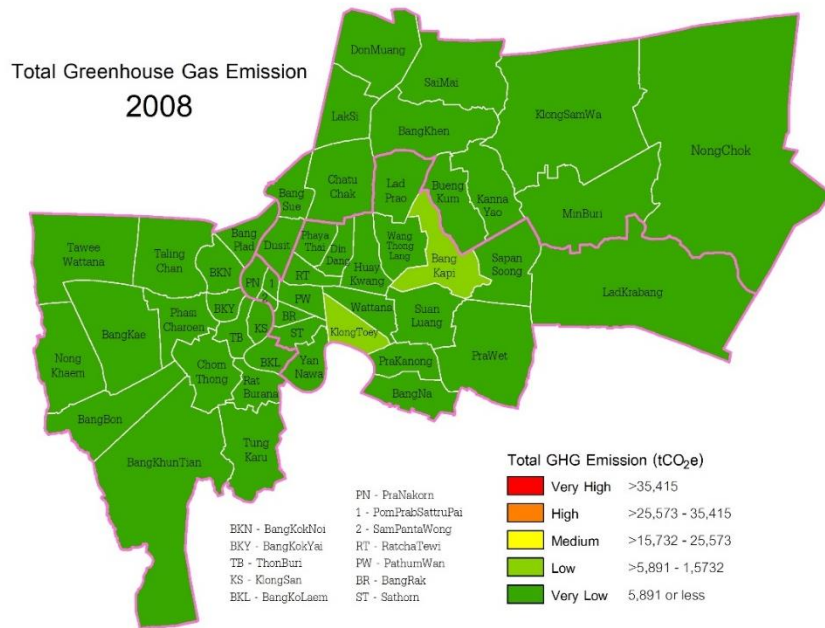 Total Greenhouse Gas Emission
2008
DonMuang
SaiMai
LakSi
BangKhen
KlongSamWa
NongChok
Chatu
Chak
Lad
Prao
Bueng
Kum
Kanna
Yao
MinBuri
Bang
Sue
Bang
Plad
Dusit
Phaya
Thai
Din
Dang
Wang
Thong
Lang
Bang
Kapi
Sapan
Soong
Tawee
Wattana
Taling
Chan
BKN
PN
1
2
RT
Huay
Kwang
LadKrabang
BangKae
Phasi
Charoen
BKY
TB
KS
PW
BR
ST
Wattana
KlongToey
Suan
Luang
Nong
Khaem
Chom
Thong
BKL
Yan
Nawa
PraKanong
PraWet
Rat
Burana
BangNa
BangBon
BangKhunTian
Tung
Karu
BKN - BangKokNoi
BKY - BangKokYai
TB - ThonBuri
KS - KlongSan
BKL - BangKoLaem
PN - PraNakorn
1 - PomPrabSattruPai
2 - SamPantaWong
RT - RatchaTewi
PW - PathumWan
BR - BangRak
ST - Sathorn
Total GHG Emission (tCO₂e)
Very High >35,415
High >25,573 - 35,415
Medium >15,732 - 25,573
Low >5,891 - 1,5732
Very Low 5,891 or less